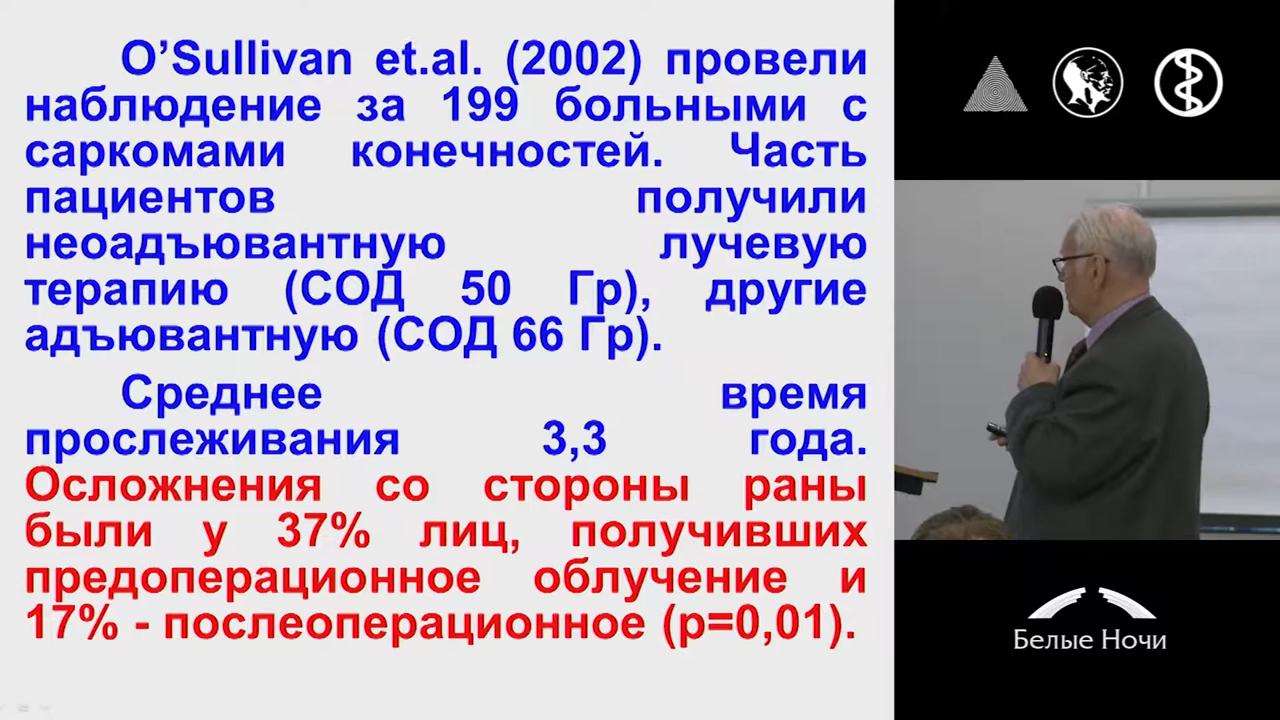 O’Sullivan et.al. (2002) провели
наблюдение за 199 больными с
саркомами конечностей. Часть
пациентов получили
неоадъювантную лучевую
терапию (СОД 50 Гр), другие
адъювантную (СОД 66 Гр).
Среднее время
прослеживания 3,3 года.
Осложнения со стороны раны
были у 37% лиц, получивших
предоперационное облучение и
17% - послеоперационное (р=0,01).
Белые Ночи